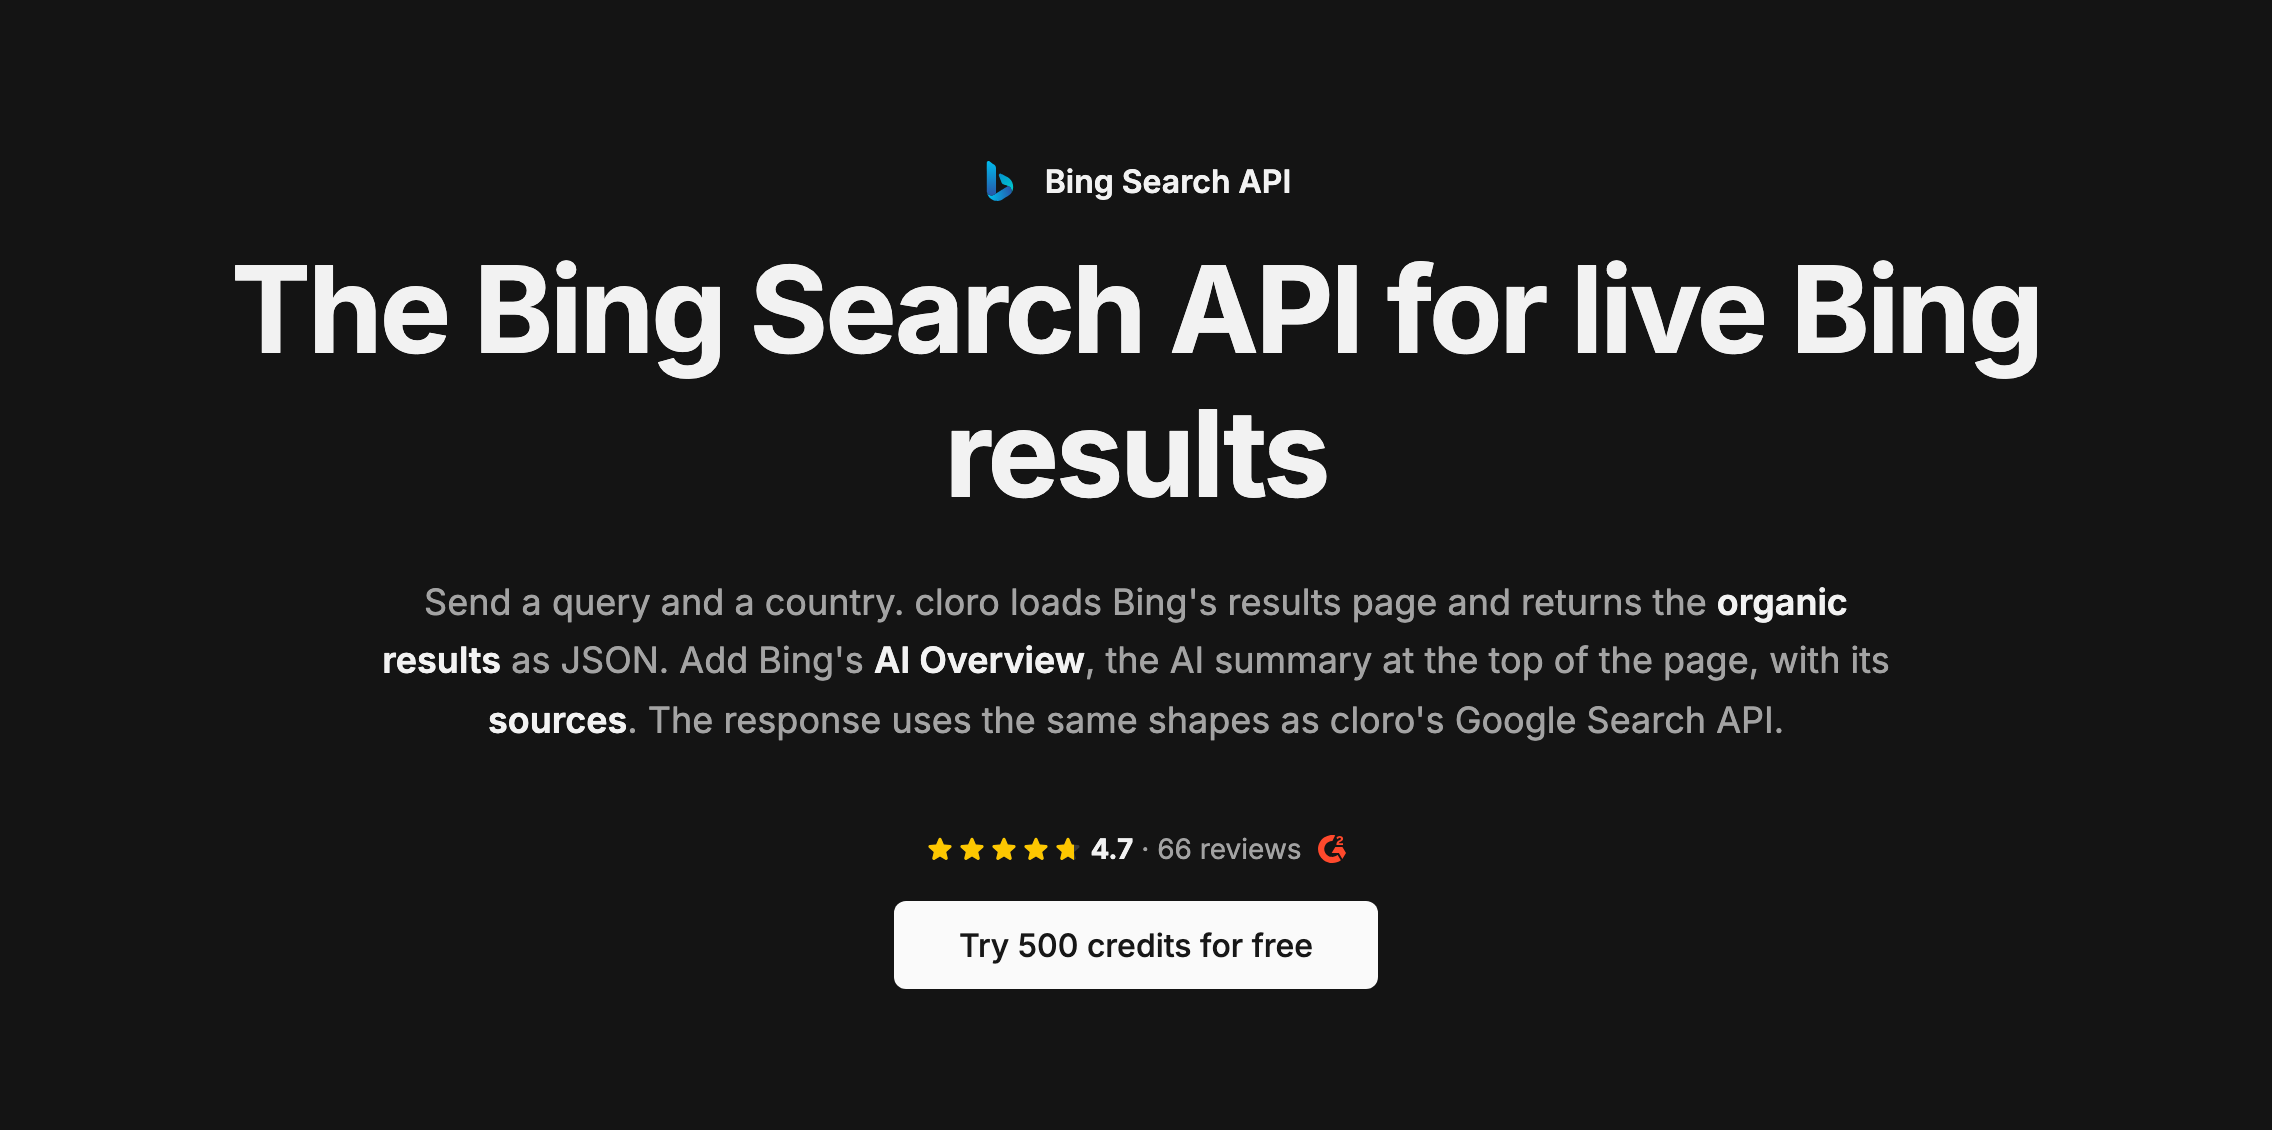 Bing Search API
The Bing Search API for live Bing
results
Send a query and a country. cloro loads Bing's results page and returns the organic
results as JSON. Add Bing's AI Overview, the AI summary at the top of the page, with its
sources. The response uses the same shapes as cloro's Google Search API.
4.7 · 66 reviews G2
Try 500 credits for free